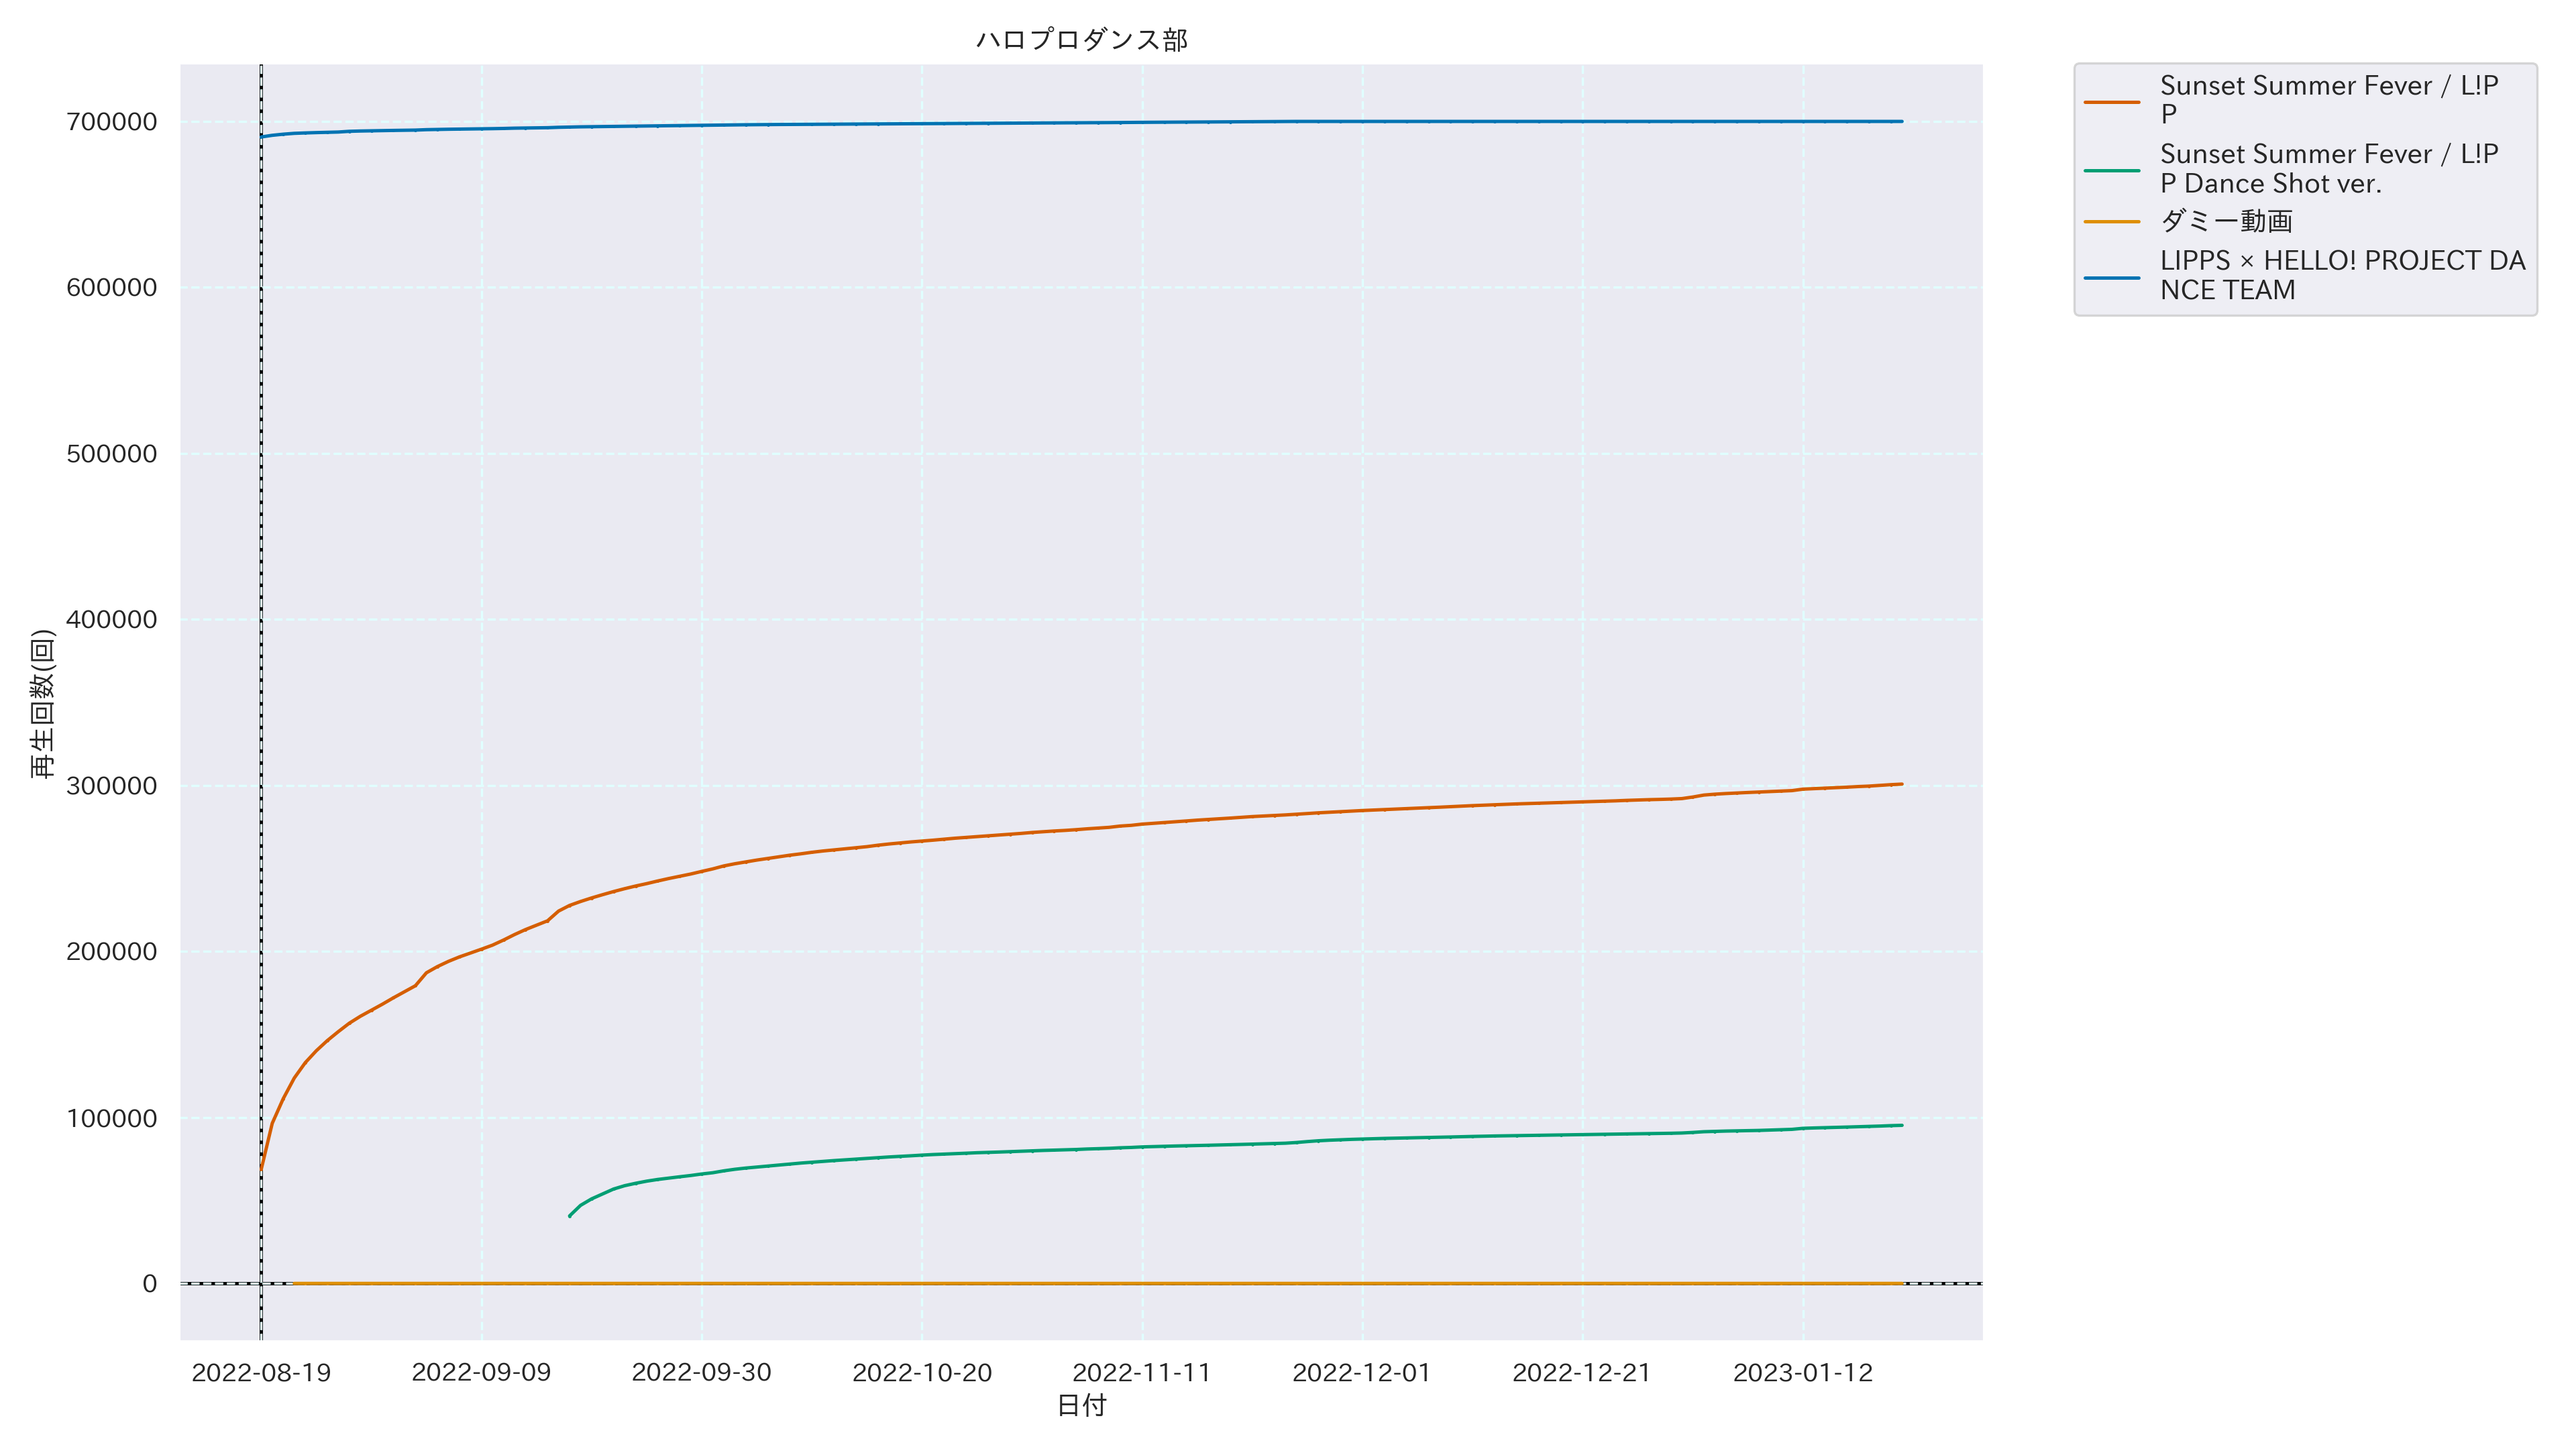 ハロプロダンス部
再生回数(回)
700000
600000
500000
400000
300000
200000
100000
0
2022-08-19
2022-09-09
2022-09-30
2022-10-20
2022-11-11
2022-12-01
2022-12-21
2023-01-12
日付
Sunset Summer Fever / L!P
P
Sunset Summer Fever / L!P
P Dance Shot ver.
ダミー動画
LIPPS × HELLO! PROJECT DA
NCE TEAM